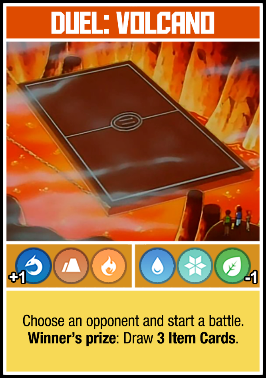 DUEL: VOLCANO
+1
-1
Choose an opponent and start a battle.
Winner's prize: Draw 3 Item Cards.